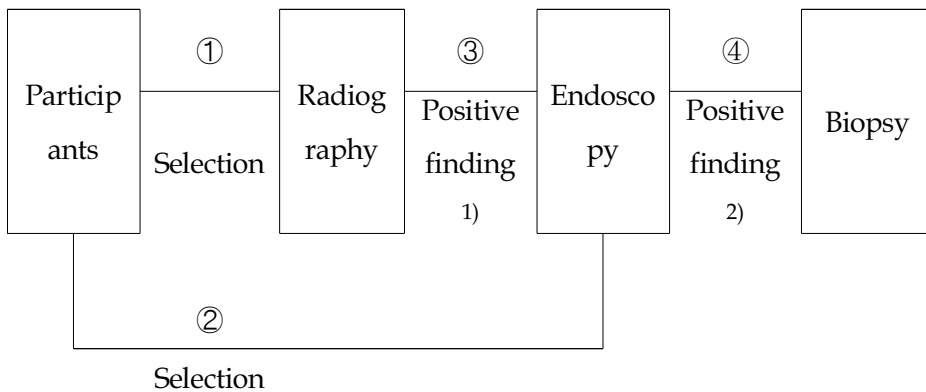 ①
③
④
Particip
ants
Selection
Radiog
raphy
Positive
finding
1)
Endosco
py
Positive
finding
2)
Biopsy
②
Selection